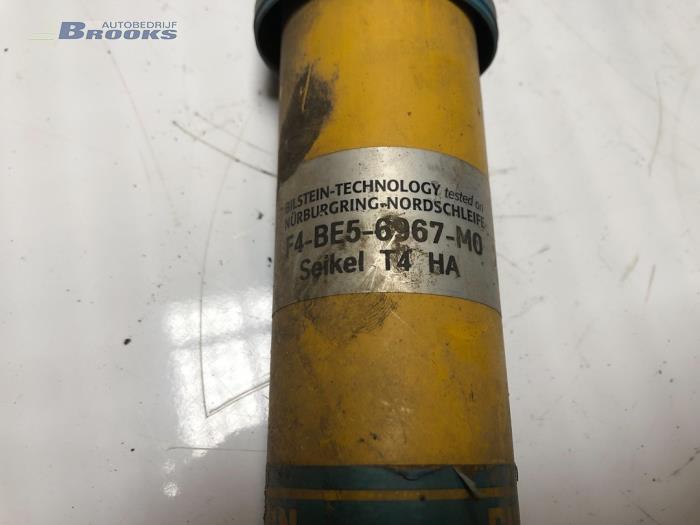 AUTOBEDRIJF
BROOKS
BILSTEIN-TECHNOLOGY tested on
NÜRBURGRING-NORDSCHLEIFE
F4-BE5-6967-M0
Seikel T4 HA